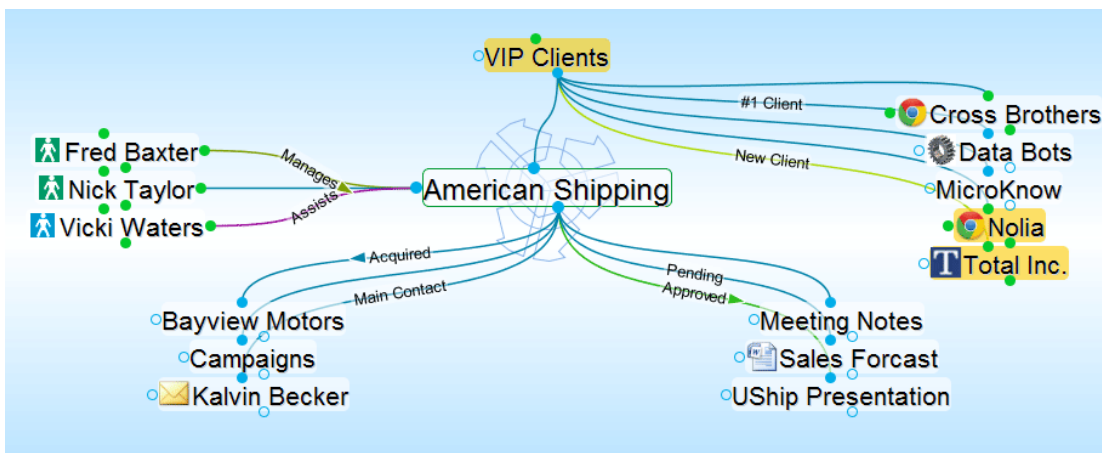 VIP Clients
#1 Client
Cross Brothers
Data Bots
New Client
MicroKnow
Nolia
T Total Inc.
Fred Baxter
Manages
Nick Taylor
Assists
Vicki Waters
American Shipping
Acquired
Main Contact
Pending
Approved
Bayview Motors
Campaigns
Kalvin Becker
Meeting Notes
Sales Forcast
UShip Presentation